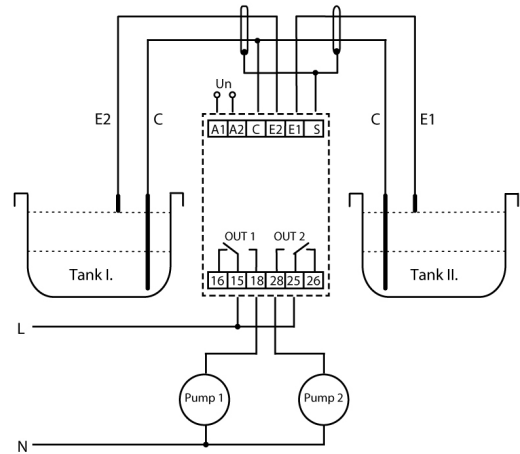 Un
E2 C C E1
A1 A2 C E2 E1 S
OUT 1 OUT 2
Tank I. Tank II.
16 15 18 28 25 26
L
Pump 1 Pump 2
N